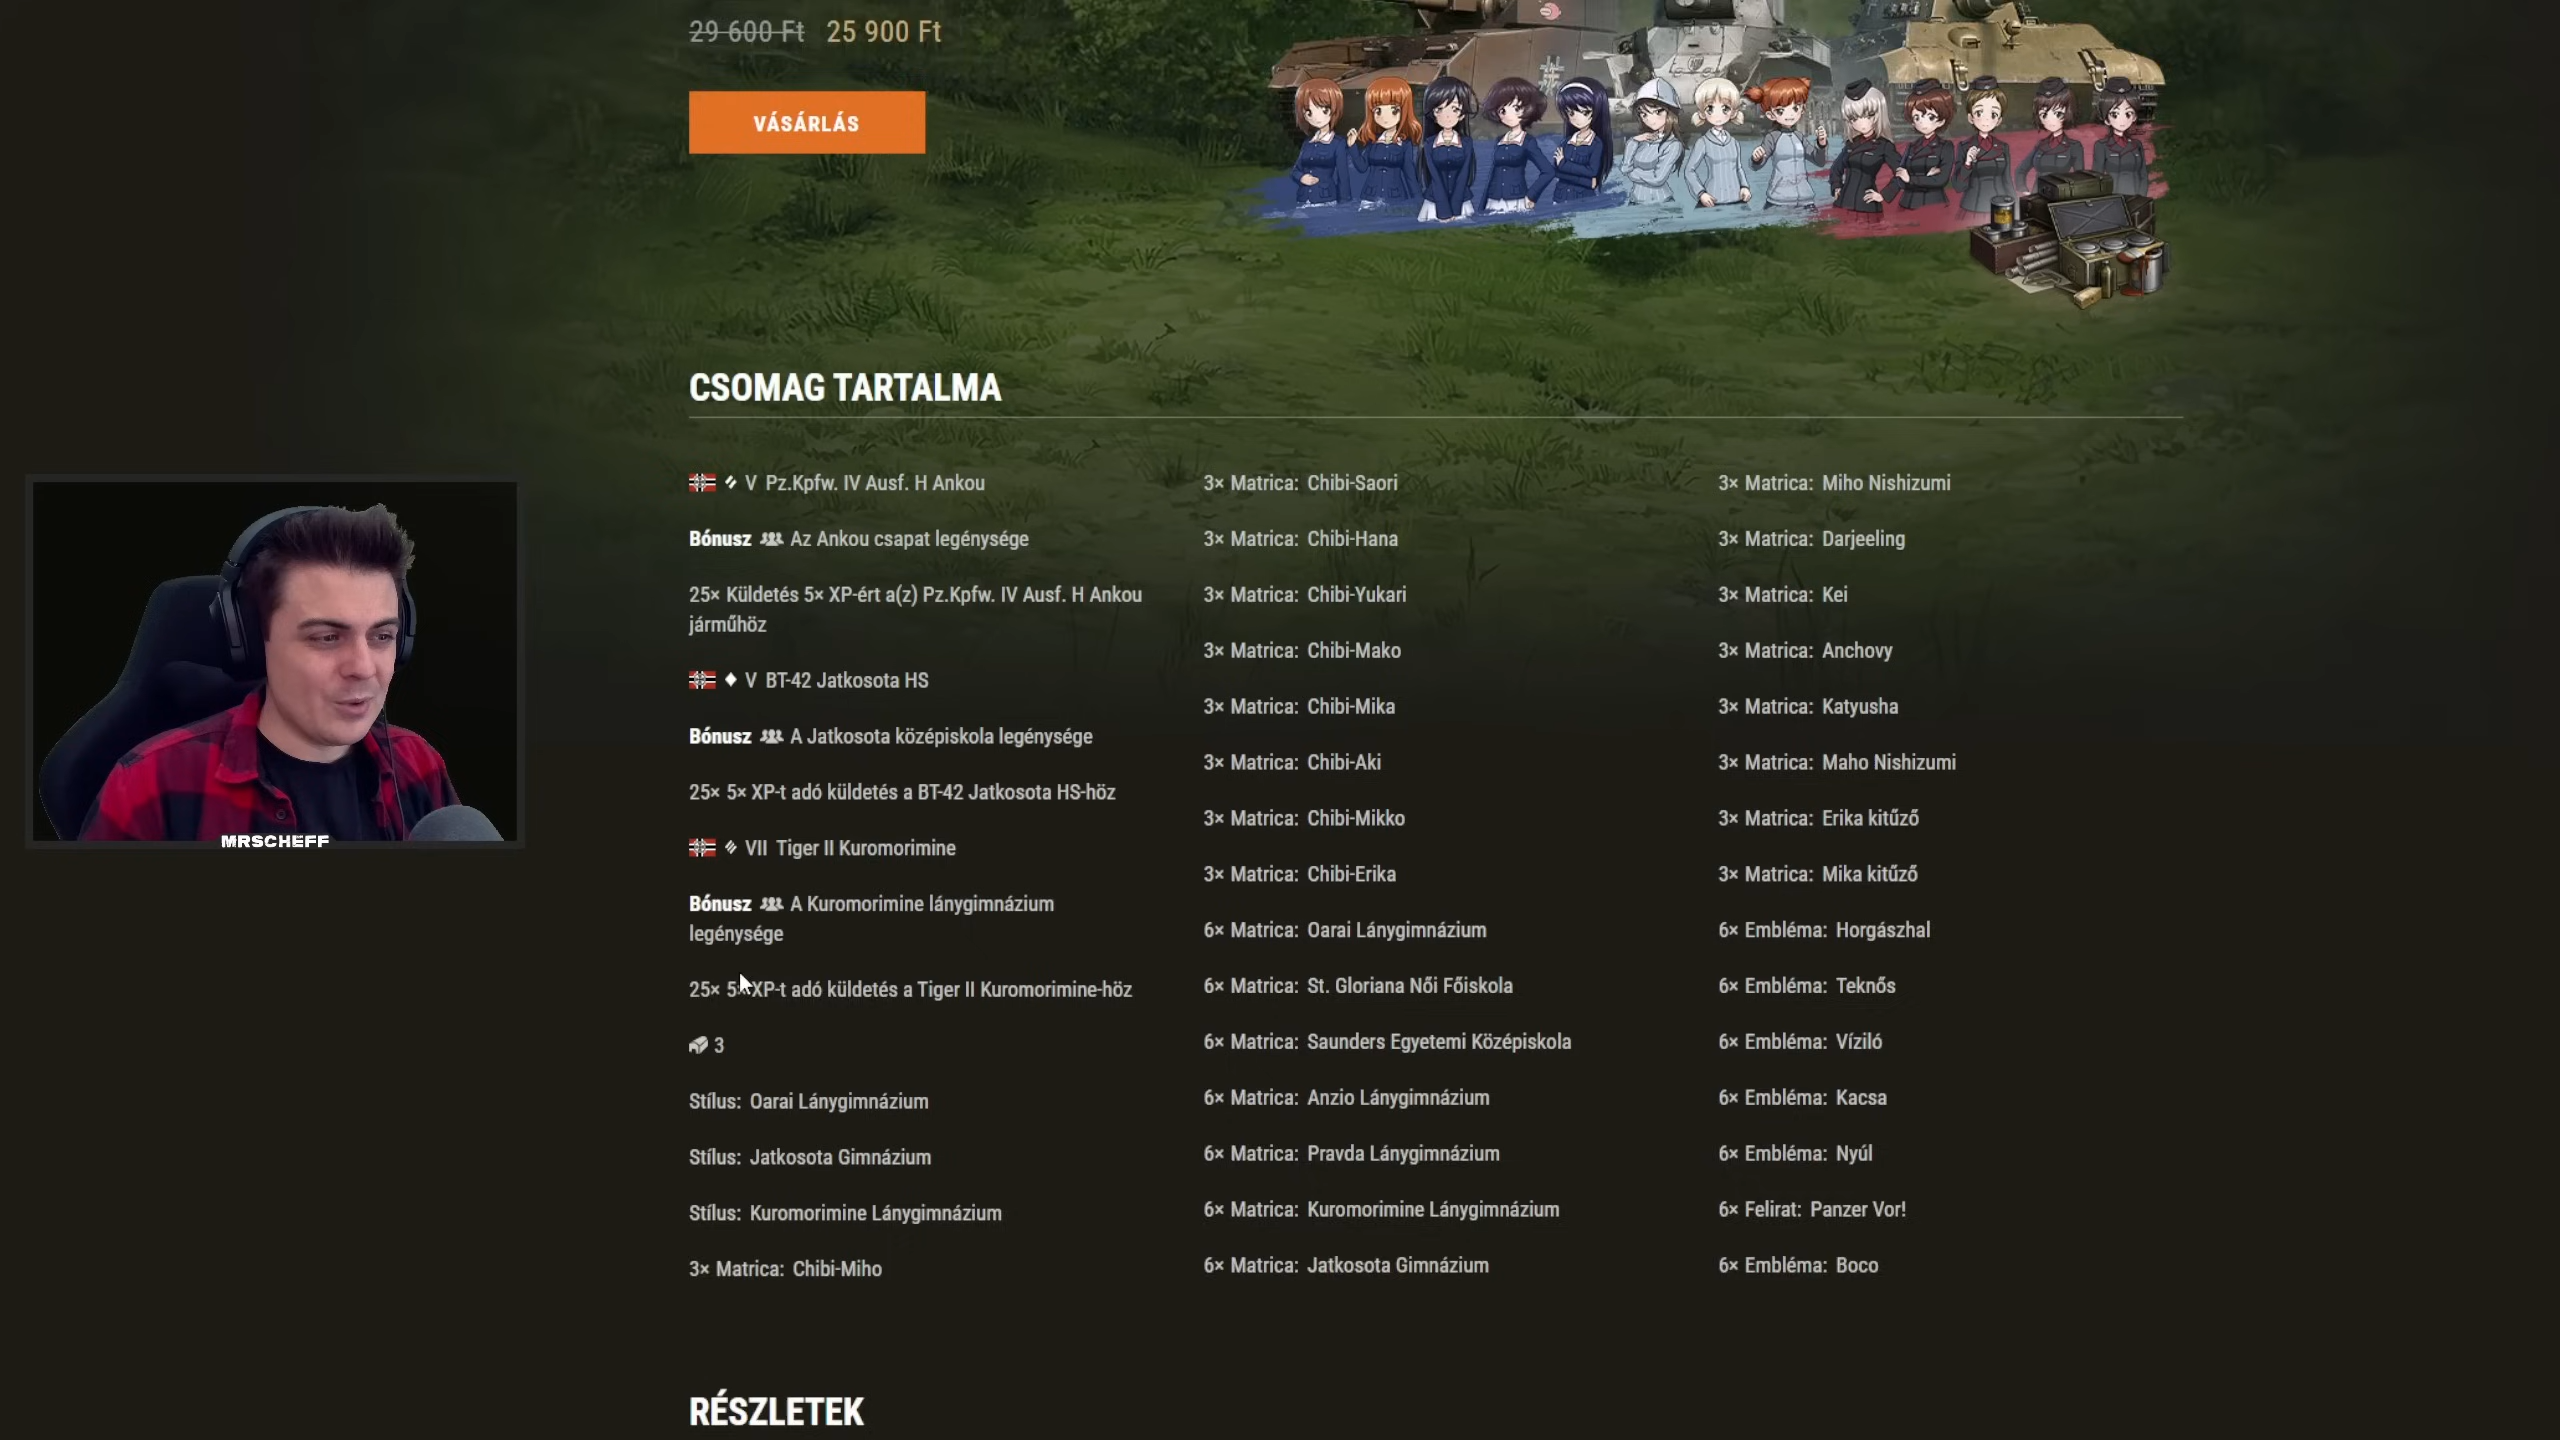 29 600 Ft 25 900 Ft
VÁSÁRLÁS
CSOMAG TARTALMA
V Pz.Kpfw. IV Ausf. H Ankou
Bónusz Az Ankou csapat legénysége
25× Küldetés 5× XP-ért a(z) Pz.Kpfw. IV Ausf. H Ankou
járműhöz
V BT-42 Jatkosota HS
Bónusz A Jatkosota középiskola legénysége
25× 5× XP-t adó küldetés a BT-42 Jatkosota HS-höz
VII Tiger II Kuromorimine
Bónusz A Kuromorimine lánygimnázium
legénysége
25× 5× XP-t adó küldetés a Tiger II Kuromorimine-höz
3
Stílus: Oarai Lánygimnázium
Stílus: Jatkosota Gimnázium
Stílus: Kuromorimine Lánygimnázium
3× Matrica: Chibi-Miho
3× Matrica: Chibi-Saori
3× Matrica: Chibi-Hana
3× Matrica: Chibi-Yukari
3× Matrica: Chibi-Mako
3× Matrica: Chibi-Mika
3× Matrica: Chibi-Aki
3× Matrica: Chibi-Mikko
3× Matrica: Chibi-Erika
6× Matrica: Oarai Lánygimnázium
6× Matrica: St. Gloriana Női Főiskola
6× Matrica: Saunders Egyetemi Középiskola
6× Matrica: Anzio Lánygimnázium
6× Matrica: Pravda Lánygimnázium
6× Matrica: Kuromorimine Lánygimnázium
6× Matrica: Jatkosota Gimnázium
3× Matrica: Miho Nishizumi
3× Matrica: Darjeeling
3× Matrica: Kei
3× Matrica: Anchovy
3× Matrica: Katyusha
3× Matrica: Maho Nishizumi
3× Matrica: Erika kitűző
3× Matrica: Mika kitűző
6× Embléma: Horgászhal
6× Embléma: Teknős
6× Embléma: Víziló
6× Embléma: Kacsa
6× Embléma: Nyúl
6× Felirat: Panzer Vor!
6× Embléma: Boco
MRSCHEFF
RÉSZLETEK